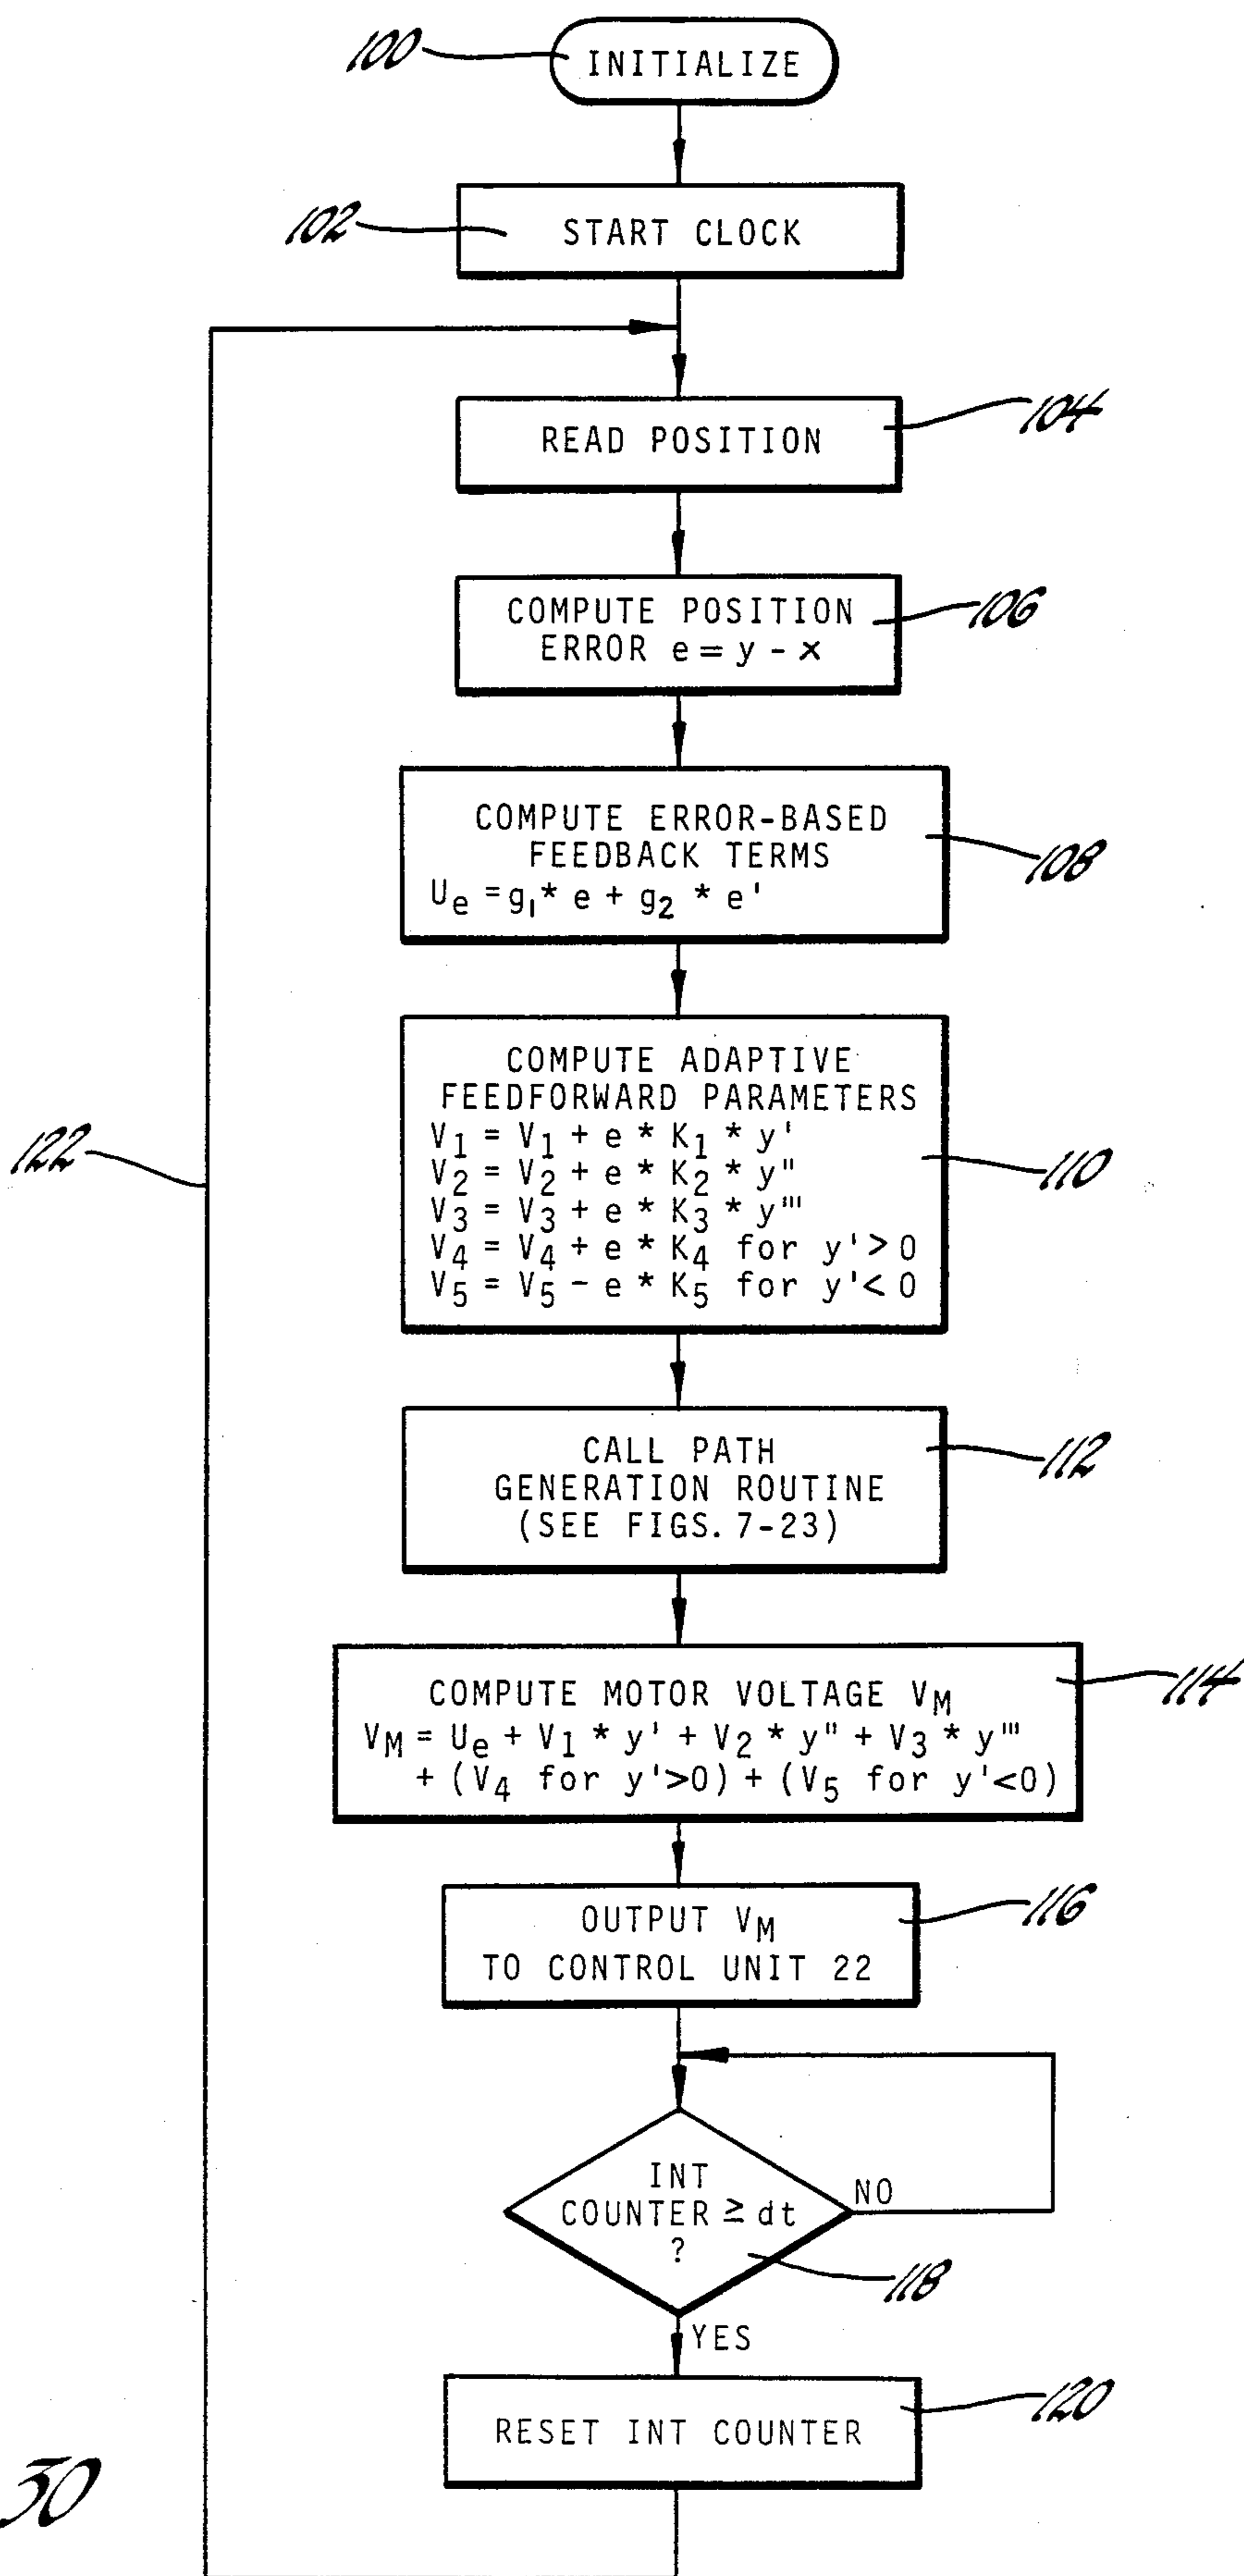 100
INITIALIZE
102
START CLOCK
READ POSITION
104
COMPUTE POSITION
ERROR e = y - x
106
COMPUTE ERROR-BASED
FEEDBACK TERMS
Ue = g1* e + g2 * e'
108
COMPUTE ADAPTIVE
FEEDFORWARD PARAMETERS
V1 = V1 + e * K1 * y'
V2 = V2 + e * K2 * y"
V3 = V3 + e * K3 * y'''
V4 = V4 + e * K4 for y'> 0
V5 = V5 - e * K5 for y'< 0
110
122
CALL PATH
GENERATION ROUTINE
(SEE FIGS. 7-23)
112
COMPUTE MOTOR VOLTAGE VM
VM = Ue + V1 * y' + V2 * y" + V3 * y'''
+ (V4 for y'>0) + (V5 for y'<0)
114
OUTPUT VM
TO CONTROL UNIT 22
116
INT
COUNTER ≥ dt
?
NO
118
YES
RESET INT COUNTER
120
30